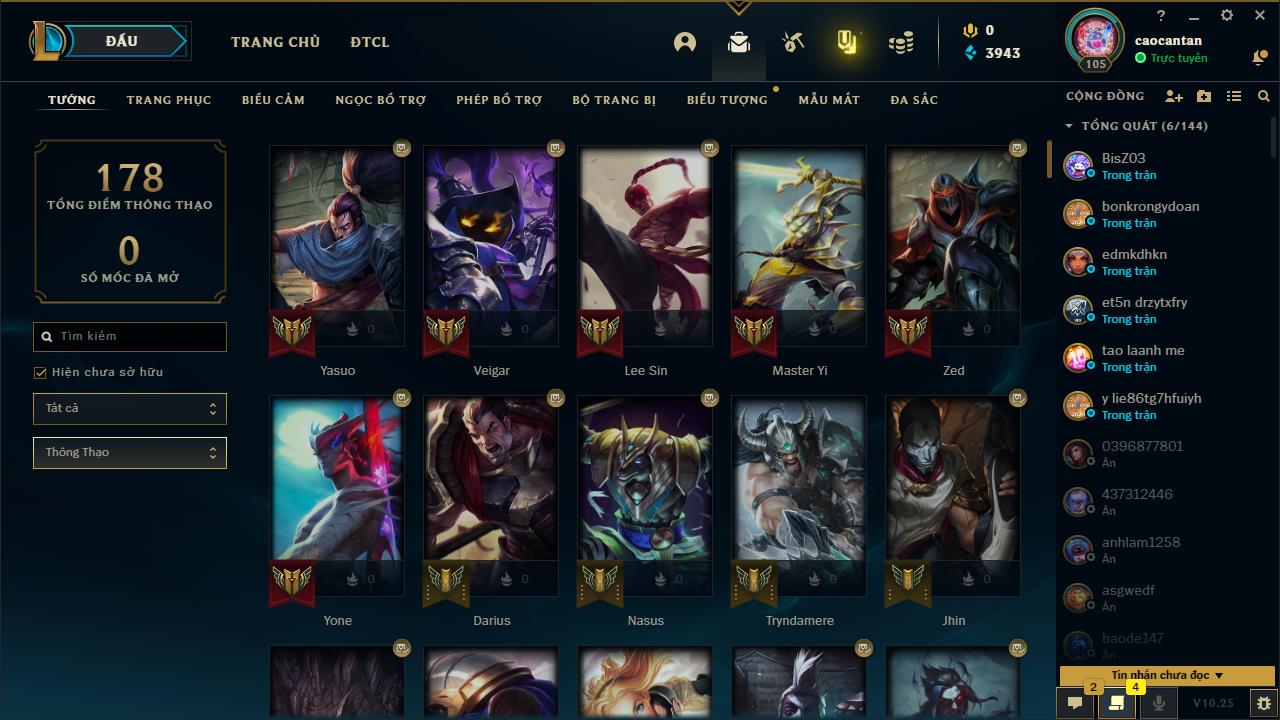 ĐẤU
TRANG CHỦ
ĐTCL
0
3943
?
caocantan
Trực tuyến
105
TƯỚNG
TRANG PHỤC
BIỂU CẢM
NGỌC BỔ TRỢ
PHÉP BỔ TRỢ
BỘ TRANG BỊ
BIỂU TƯỢNG
MẪU MẮT
ĐA SẮC
178
TỔNG ĐIỂM THÔNG THẠO
0
SỐ MỐC ĐÃ MỞ
Tìm kiếm
Hiện chưa sở hữu
Tất cả
Thông Thạo
0
0
0
0
0
Yasuo
Veigar
Lee Sin
Master Yi
Zed
0
0
0
0
0
Yone
Darius
Nasus
Tryndamere
Jhin
CỘNG ĐỒNG
TỔNG QUÁT (6/144)
BisZ03
Trong trận
bonkrongydoan
Trong trận
edmkdhkn
Trong trận
et5n drzytxfry
Trong trận
tao laanh me
Trong trận
y lie86tg7hfuiyh
Trong trận
0396877801
Ẩn
437312446
Ẩn
anhlam1258
Ẩn
asgwedf
Ẩn
baode147
Ẩn
Tin nhắn chưa đọc
2
4
V10.25